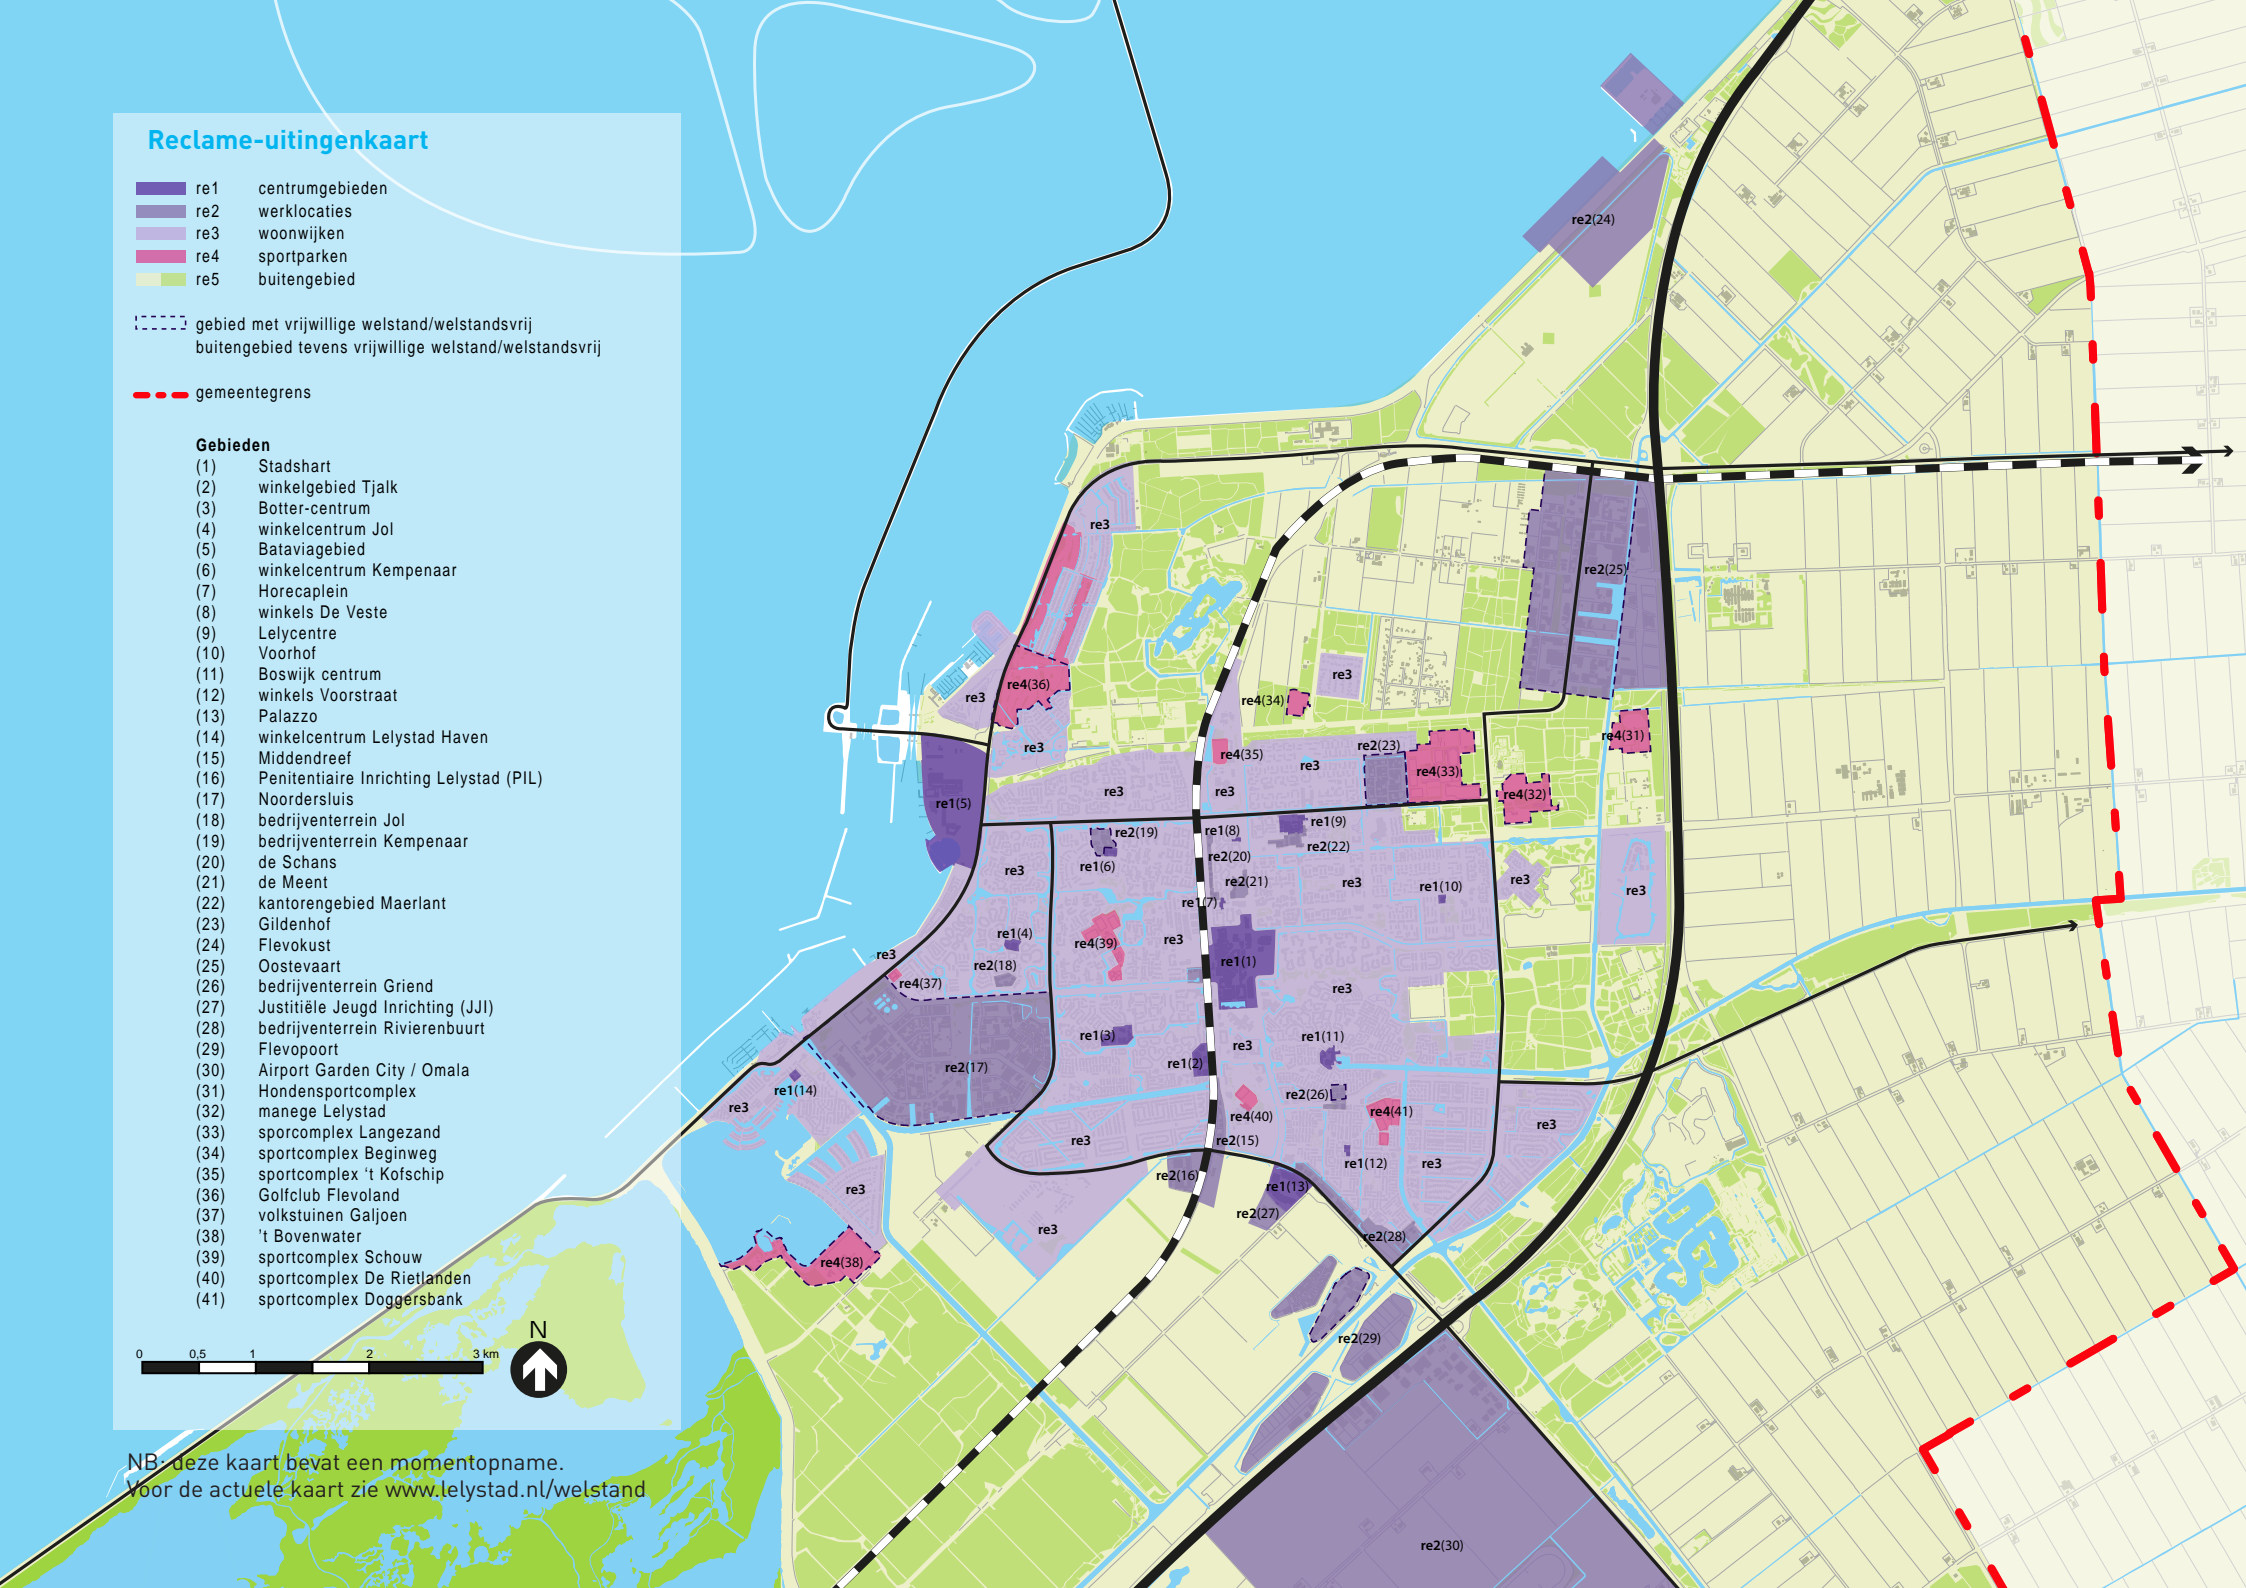 Reclame-uitingenkaart
re1 centrumgebieden
re2 werklocaties
re3 woonwijken
re4 sportparken
re5 buitengebied
gebied met vrijwillige welstand/welstandsvrij
buitengebied tevens vrijwillige welstand/welstandsvrij
gemeentegrens
Gebieden
(1) Stadshart
(2) winkelgebied Tjalk
(3) Botter-centrum
(4) winkelcentrum Jol
(5) Bataviagebied
(6) winkelcentrum Kempenaar
(7) Horecaplein
(8) winkels De Veste
(9) Lelycentre
(10) Voorhof
(11) Boswijk centrum
(12) winkels Voorstraat
(13) Palazzo
(14) winkelcentrum Lelystad Haven
(15) Middendreef
(16) Penitentiaire Inrichting Lelystad (PIL)
(17) Noordersluis
(18) bedrijventerrein Jol
(19) bedrijventerrein Kempenaar
(20) de Schans
(21) de Meent
(22) kantorengebied Maerlant
(23) Gildenhof
(24) Flevokust
(25) Oostevaart
(26) bedrijventerrein Griend
(27) Justitiële Jeugd Inrichting (JJI)
(28) bedrijventerrein Rivierenbuurt
(29) Flevopoort
(30) Airport Garden City / Omala
(31) Hondensportcomplex
(32) manege Lelystad
(33) sporcomplex Langezand
(34) sportcomplex Beginweg
(35) sportcomplex ‘t Kofschip
(36) Golfclub Flevoland
(37) volkstuinen Galjoen
(38) ’t Bovenwater
(39) sportcomplex Schouw
(40) sportcomplex De Rietlanden
(41) sportcomplex Doggersbank
N
0 0,5 1 2 3 km
NB: deze kaart bevat een momentopname.
Voor de actuele kaart zie www.lelystad.nl/welstand
re2(24)
re3
re2(25)
re3
re4(36)
re3
re4(34)
re3
re4(31)
re3
re2(23)
re4(35)
re3
re4(33)
re3
re3
re4(32)
re1(5)
re1(9)
re2(19)
re1(8)
re2(22)
re2(20)
re1(6)
re3
re2(21)
re3
re1(10)
re3
re3
re1(7)
re1(4)
re4(39)
re3
re3
re1(1)
re2(18)
re4(37)
re3
re1(3)
re1(11)
re3
re1(2)
re2(17)
re1(14)
re2(26)
re3
re4(40)
re4(41)
re3
re3
re2(15)
re1(12)
re3
re2(16)
re1(13)
re3
re2(27)
re3
re2(28)
re4(38)
re2(29)
re2(30)